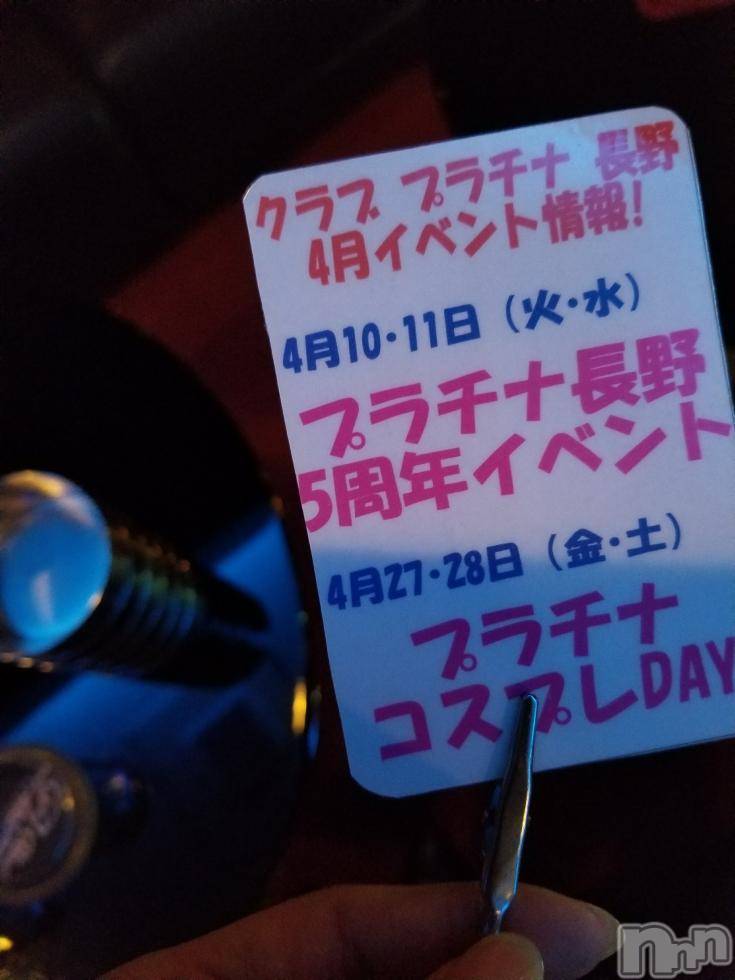 クラブ プラチナ 長野
4月イベント情報!
4月10・11日（火・水）
プラチナ長野
5周年イベント
4月27・28日（金・土）
プラチナ
コスプレDAY